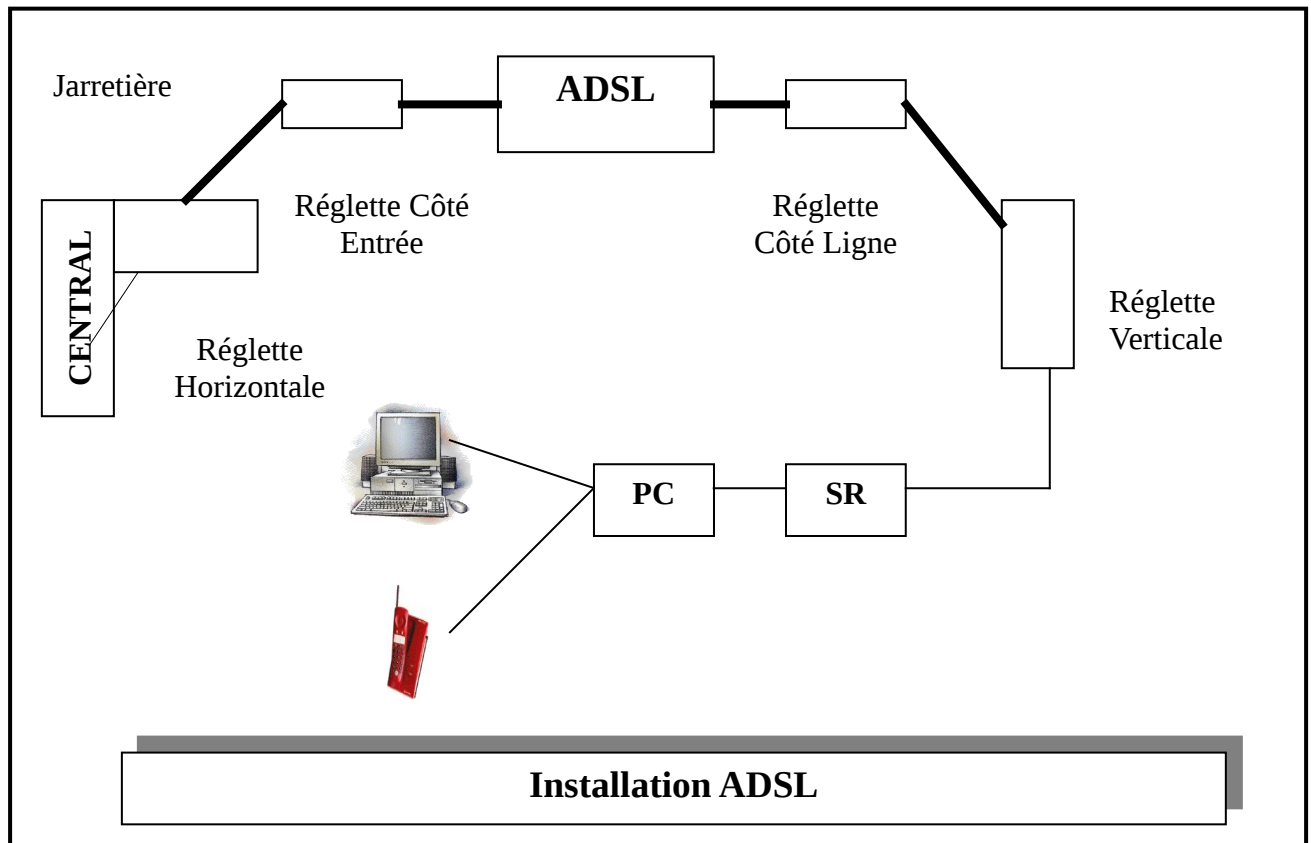 Jarretière
ADSL
Réglette Côté
Entrée
Réglette
Côté Ligne
CENTRAL
Réglette
Verticale
Réglette
Horizontale
PC
SR
Installation ADSL